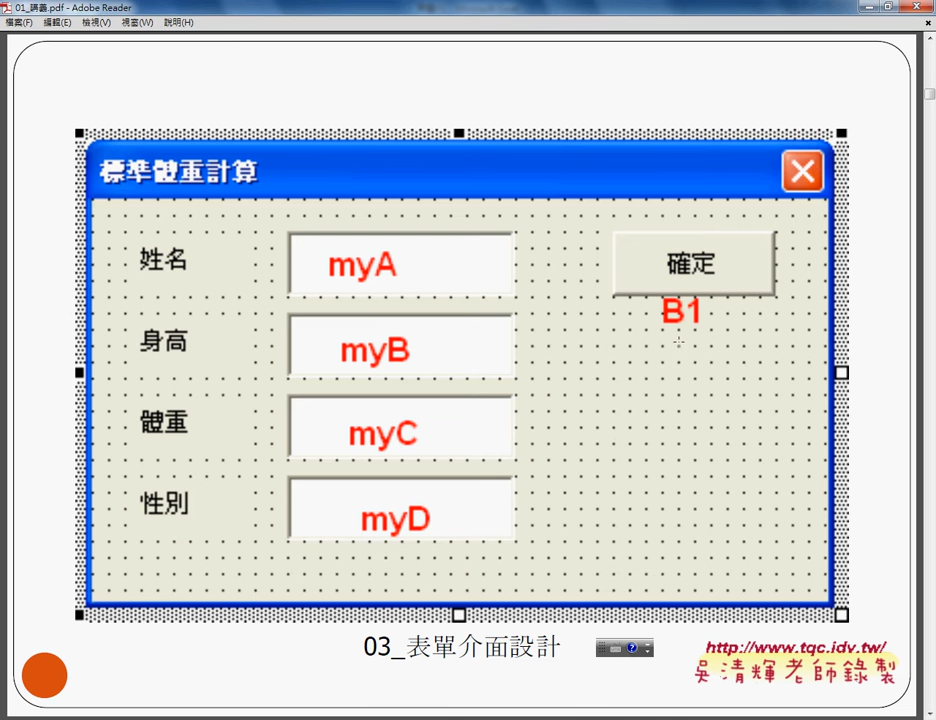 01_講義.pdf - Adobe Reader
檔案(F) 編輯(E) 檢視(V) 視窗(W) 說明(H)
標準體重計算
姓名 myA 確定
B1
身高 myB
體重 myC
性別 myD
03_表單介面設計
http://www.tqc.idv.tw/
吳清輝老師錄製